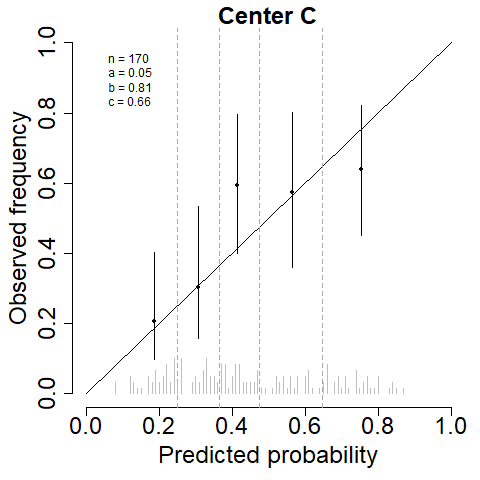 Center C
n = 170
a = 0.05
b = 0.81
c = 0.66
Observed frequency
1.0
0.8
0.6
0.4
0.2
0.0
0.0 0.2 0.4 0.6 0.8 1.0
Predicted probability